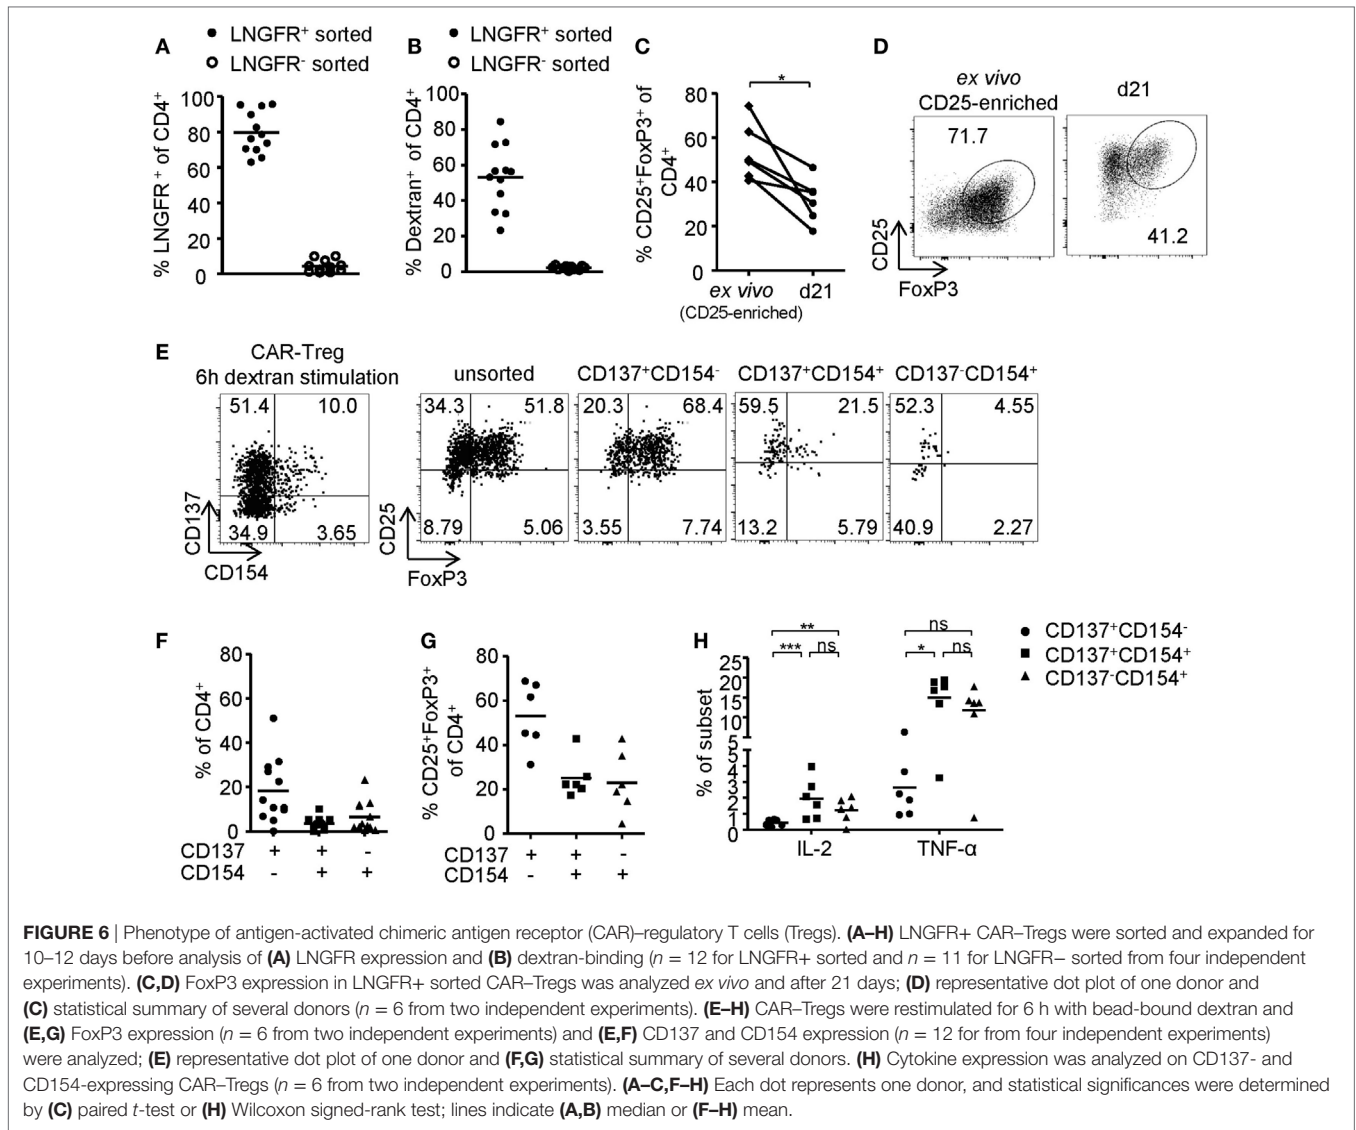 A
● LNGFR⁺ sorted
○ LNGFR⁻ sorted
% LNGFR⁺ of CD4⁺
100
80
60
40
20
0
B
● LNGFR⁺ sorted
○ LNGFR⁻ sorted
% Dextran⁺ of CD4⁺
100
80
60
40
20
0
C
% CD25⁺FoxP3⁺ of
CD4⁺
80
60
40
20
0
*
ex vivo d21
(CD25-enriched)
D
ex vivo
CD25-enriched
d21
71.7
41.2
CD25
FoxP3
E
CAR-Treg
6h dextran stimulation
51.4 10.0
34.9 3.65
CD137
CD154
unsorted
34.3 51.8
8.79 5.06
CD25
FoxP3
CD137⁺CD154⁻
20.3 68.4
3.55 7.74
CD137⁺CD154⁺
59.5 21.5
13.2 5.79
CD137⁻CD154⁺
52.3 4.55
40.9 2.27
F
% of CD4⁺
80
60
40
20
0
CD137 + + -
CD154 - + +
G
% CD25⁺FoxP3⁺
of CD4⁺
80
60
40
20
0
CD137 + + -
CD154 - + +
H
% of subset
25
20
15
10
5
5
4
3
2
1
0
**
*** ns
ns
* ns
IL-2 TNF-α
● CD137⁺CD154⁻
■ CD137⁺CD154⁺
▲ CD137⁻CD154⁺
FIGURE 6 | Phenotype of antigen-activated chimeric antigen receptor (CAR)–regulatory T cells (Tregs). (A–H) LNGFR+ CAR–Tregs were sorted and expanded for
10–12 days before analysis of (A) LNGFR expression and (B) dextran-binding (n = 12 for LNGFR+ sorted and n = 11 for LNGFR− sorted from four independent
experiments). (C,D) FoxP3 expression in LNGFR+ sorted CAR–Tregs was analyzed ex vivo and after 21 days; (D) representative dot plot of one donor and
(C) statistical summary of several donors (n = 6 from two independent experiments). (E–H) CAR–Tregs were restimulated for 6 h with bead-bound dextran and
(E,G) FoxP3 expression (n = 6 from two independent experiments) and (E,F) CD137 and CD154 expression (n = 12 for from four independent experiments)
were analyzed; (E) representative dot plot of one donor and (F,G) statistical summary of several donors. (H) Cytokine expression was analyzed on CD137- and
CD154-expressing CAR–Tregs (n = 6 from two independent experiments). (A–C,F–H) Each dot represents one donor, and statistical significances were determined
by (C) paired t-test or (H) Wilcoxon signed-rank test; lines indicate (A,B) median or (F–H) mean.